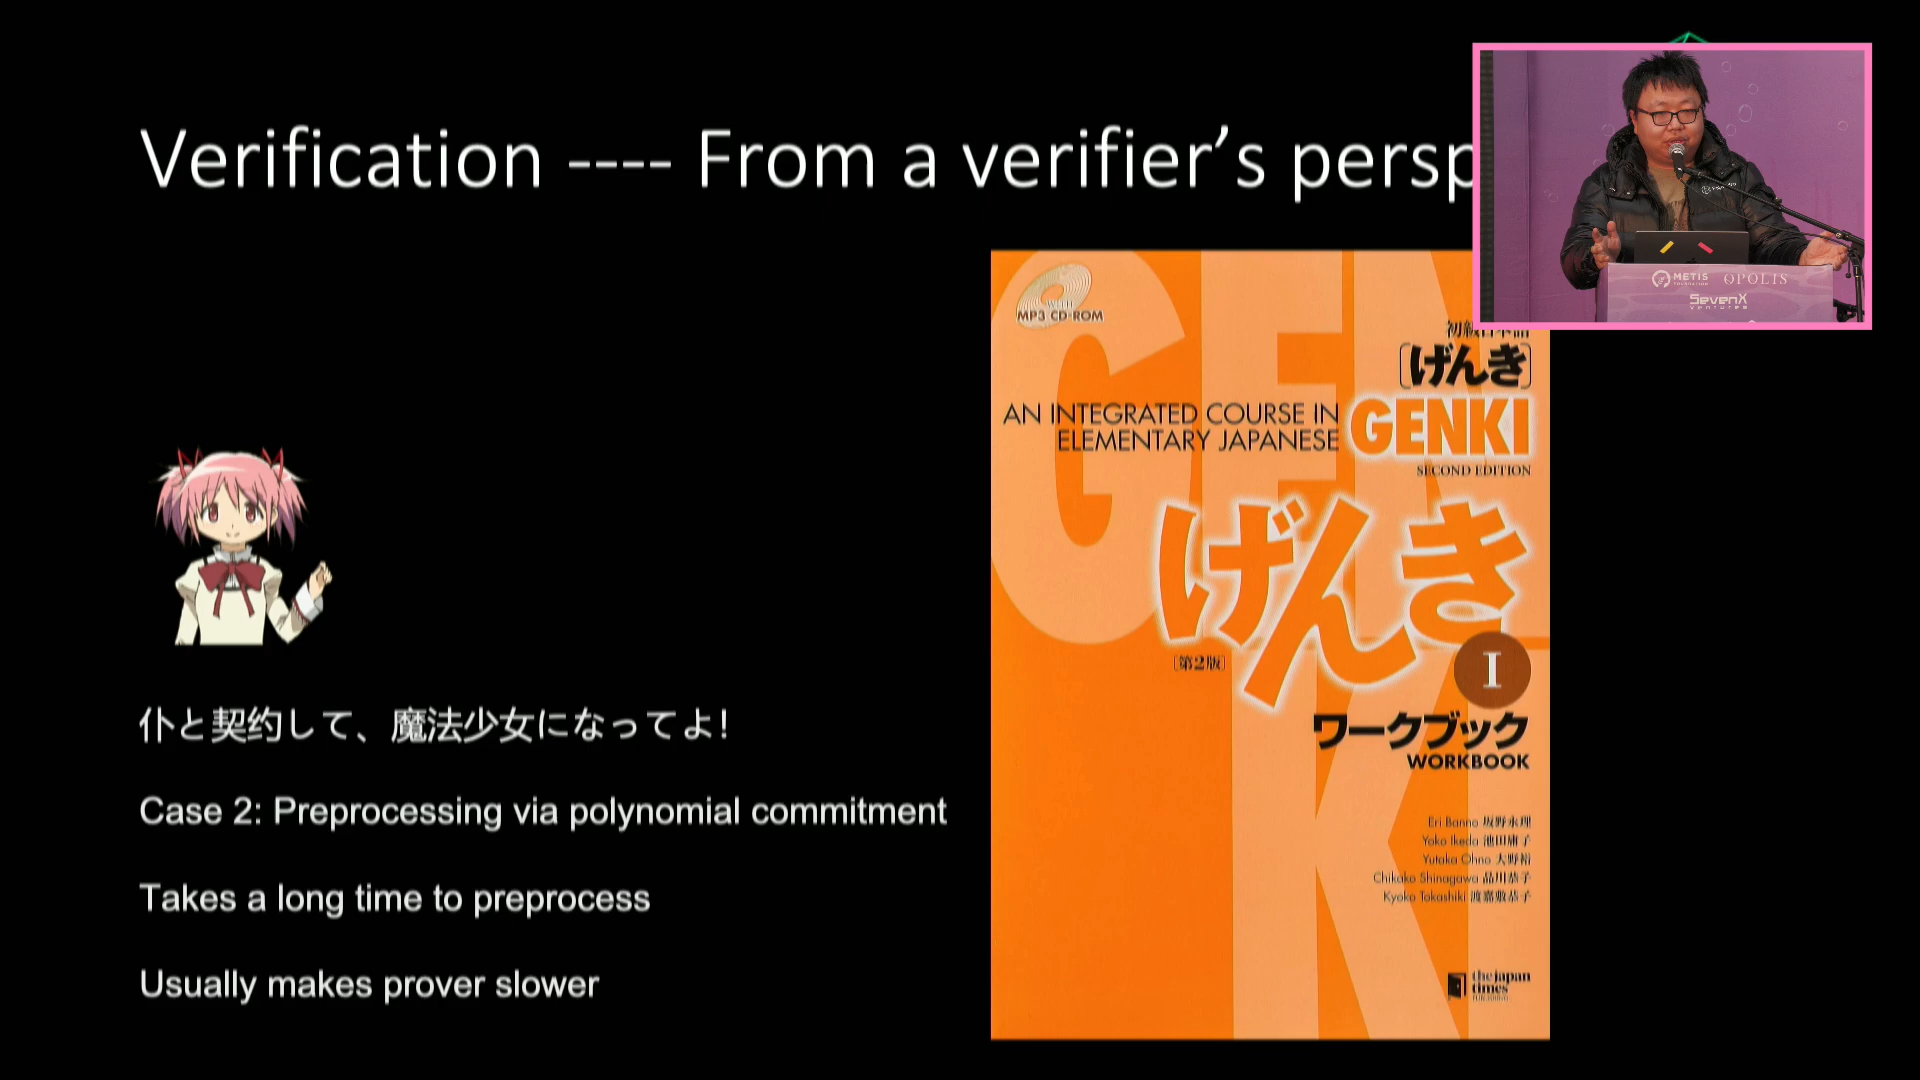 Verification ---- From a verifier’s persp
METIS
OPOLIS
SevenX
ventures
WITH
MP3 CD-ROM
初級日本語
[げんき]
AN INTEGRATED COURSE IN
ELEMENTARY JAPANESE
GENKI
SECOND EDITION
げんき
[第2版]
I
ワークブック
WORKBOOK
Eri Banno 坂野永理
Yoko Ikeda 池田庸子
Yutaka Ohno 大野裕
Chikako Shinagawa 品川恭子
Kyoko Tokashiki 渡嘉敷恭子
the japan
times
仆と契约して、魔法少女になってよ!
Case 2: Preprocessing via polynomial commitment
Takes a long time to preprocess
Usually makes prover slower